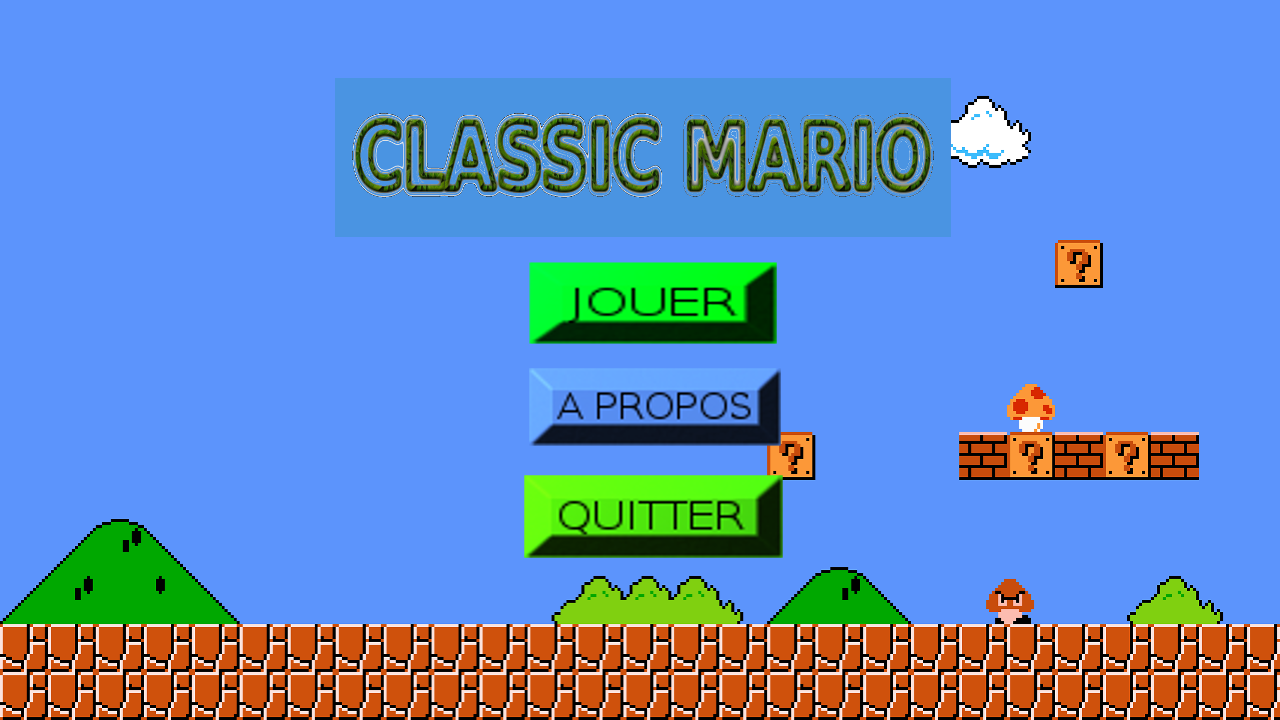 CLASSIC MARIO
?
JOUER
A PROPOS
?
? ?
QUITTER